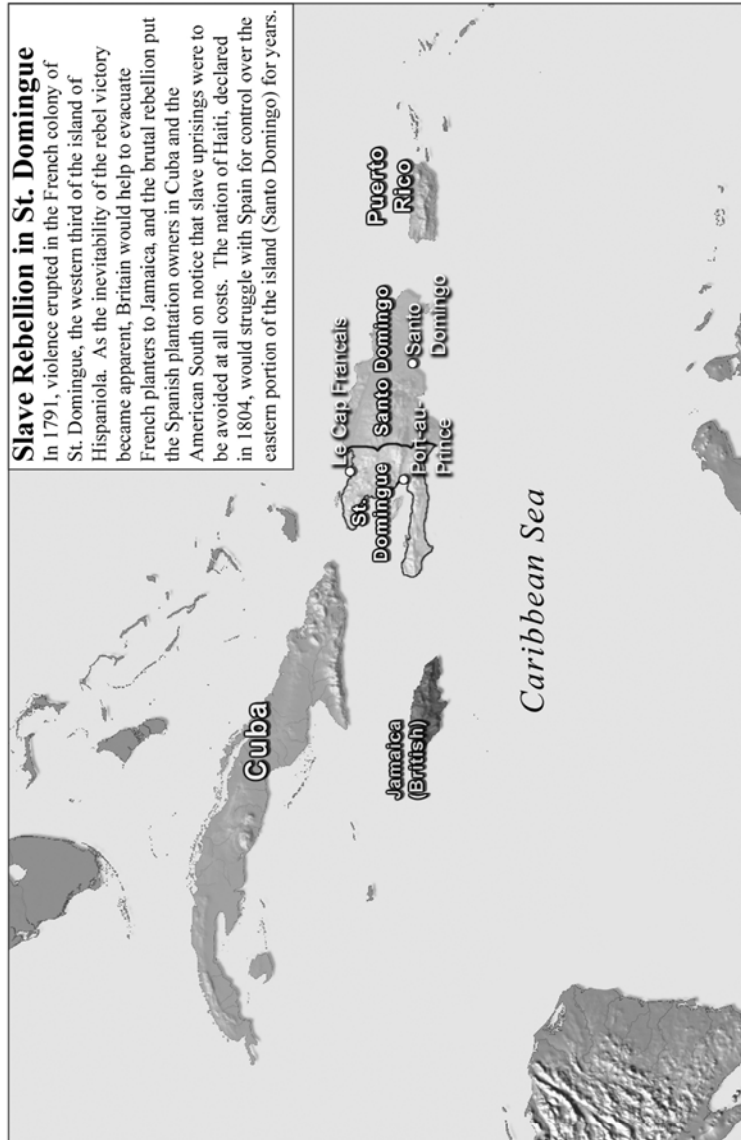 Slave Rebellion in St. Domingue
In 1791, violence erupted in the French colony of
St. Domingue, the western third of the island of
Hispaniola. As the inevitability of the rebel victory
became apparent, Britain would help to evacuate
French planters to Jamaica, and the brutal rebellion put
the Spanish plantation owners in Cuba and the
American South on notice that slave uprisings were to
be avoided at all costs. The nation of Haiti, declared
in 1804, would struggle with Spain for control over the
eastern portion of the island (Santo Domingo) for years.
Cuba
Jamaica
(British)
Le Cap Francais
St.
Domingue
Santo Domingo
Port-au-
Prince
Santo
Domingo
Puerto
Rico
Caribbean Sea